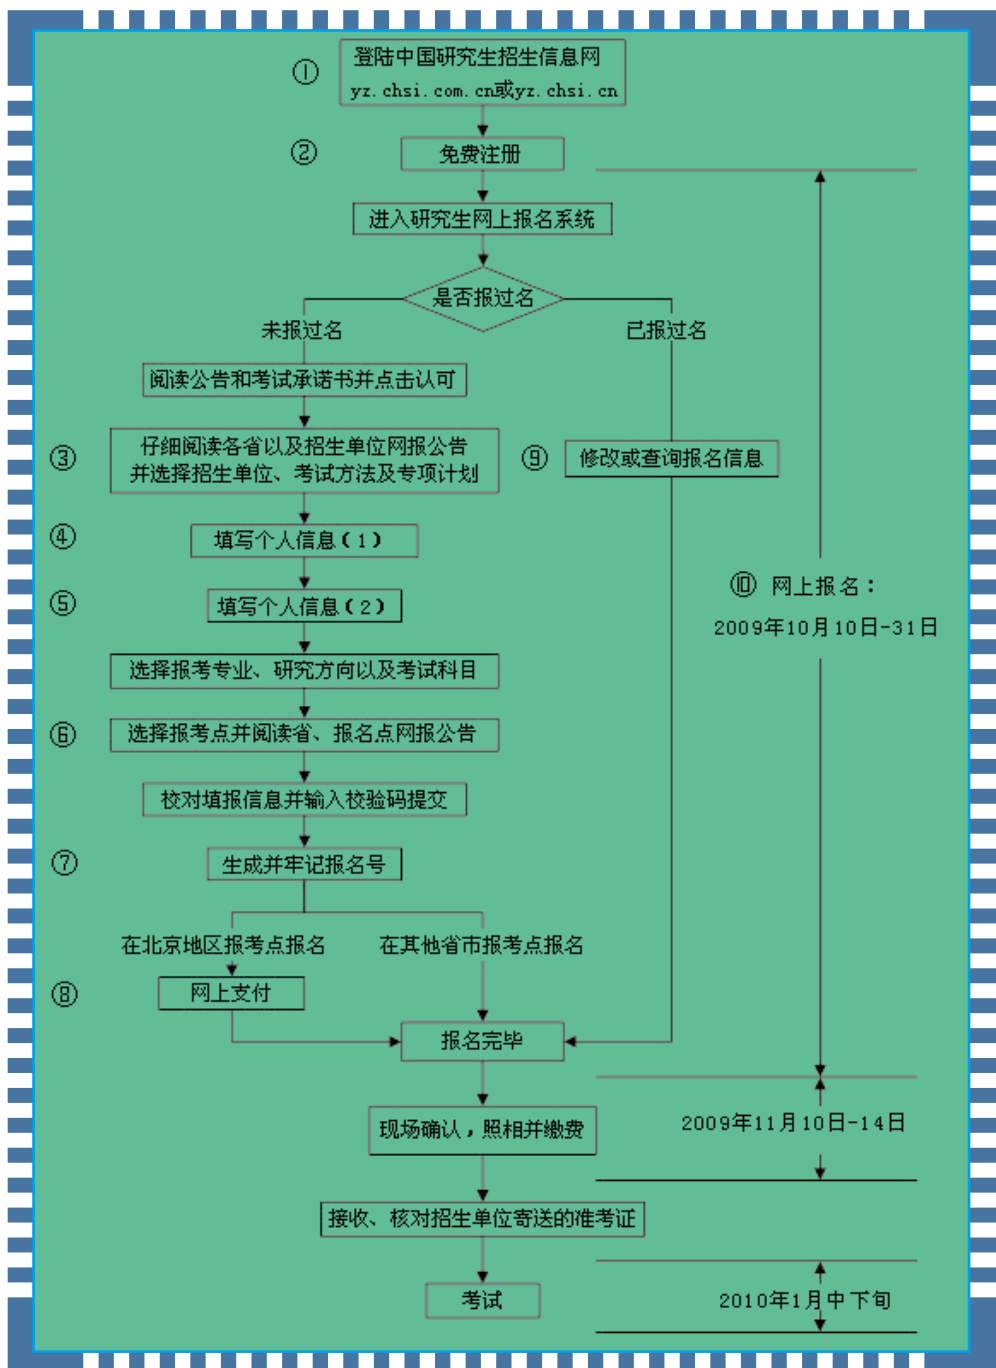 ①
登陆中国研究生招生信息网
yz.chsi.com.cn或yz.chsi.cn
②
免费注册
进入研究生网上报名系统
是否报过名
未报过名
已报过名
阅读公告和考试承诺书并点击认可
③
仔细阅读各省以及招生单位网报公告
并选择招生单位、考试方法及专项计划
⑨
修改或查询报名信息
④
填写个人信息(1)
⑩ 网上报名:
2009年10月10日-31日
⑤
填写个人信息(2)
选择报考专业、研究方向以及考试科目
⑥
选择报考点并阅读省、报名点网报公告
校对填报信息并输入校验码提交
⑦
生成并牢记报名号
在北京地区报考点报名
在其他省市报考点报名
⑧
网上支付
报名完毕
现场确认,照相并缴费
2009年11月10日-14日
接收、核对招生单位寄送的准考证
考试
2010年1月中下旬